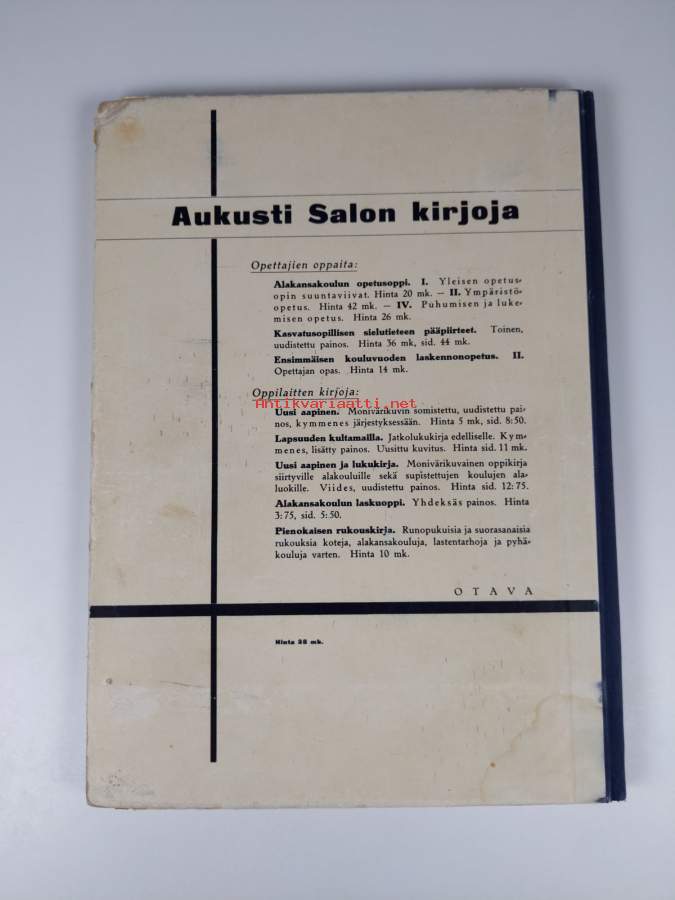 Aukusti Salon kirjoja
Opettajien oppaita:
Alakansakoulun opetusoppi. I. Yleisen opetus-
opin suuntaviivat. Hinta 20 mk. — II. Ympäristö-
opetus. Hinta 42 mk. — IV. Puhumisen ja luke-
misen opetus. Hinta 26 mk.
Kasvatusopillisen sielutieteen pääpiirteet. Toinen,
uudistettu painos. Hinta 36 mk, sid. 44 mk.
Ensimmäisen kouluvuoden laskennonopetus. II.
Opettajan opas. Hinta 14 mk.
Oppilaitten kirjoja:
Antikvariaatti.net
Uusi aapinen. Monivärikuvin somistettu, uudistettu pai-
nos, kymmenes järjestyksessään. Hinta 5 mk, sid. 8:50.
Lapsuuden kultamailla. Jatkolukukirja edelliselle. Kym-
menes, lisätty painos. Uusittu kuvitus. Hinta sid. 11 mk.
Uusi aapinen ja lukukirja. Monivärikuvainen oppikirja
siirtyville alakouluille sekä supistettujen koulujen ala-
luokille. Viides, uudistettu painos. Hinta sid. 12:75.
Alakansakoulun laskuoppi. Yhdeksäs painos. Hinta
3:75, sid. 5:50.
Pienokaisen rukouskirja. Runopukuisia ja suorasanaisia
rukouksia koteja, alakansakouluja, lastentarhoja ja pyhä-
kouluja varten. Hinta 10 mk.
OTAVA
Hinta 38 mk.